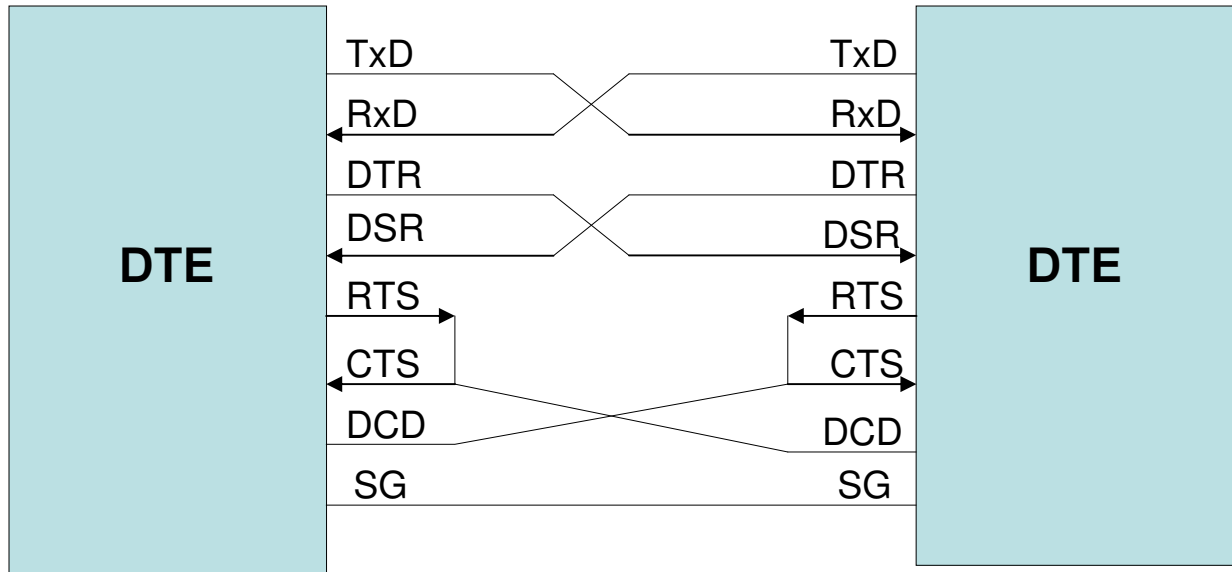 TxD TxD
RxD RxD
DTR DTR
DSR DSR
DTE DTE
RTS RTS
CTS CTS
DCD DCD
SG SG